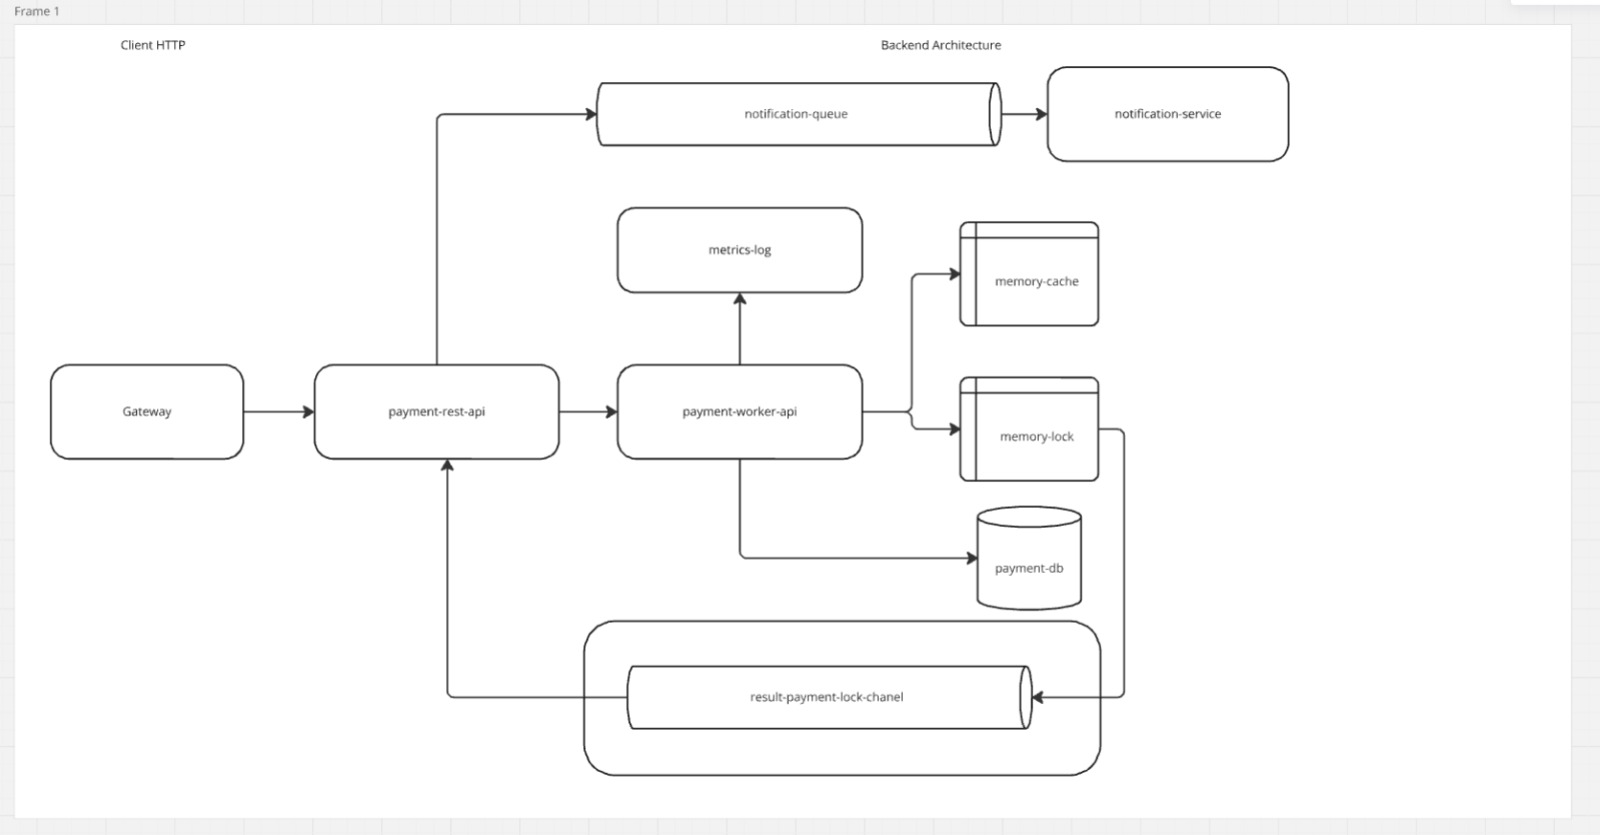 Frame 1
Client HTTP
Backend Architecture
notification-queue
notification-service
metrics-log
memory-cache
Gateway
payment-rest-api
payment-worker-api
memory-lock
payment-db
result-payment-lock-chanel